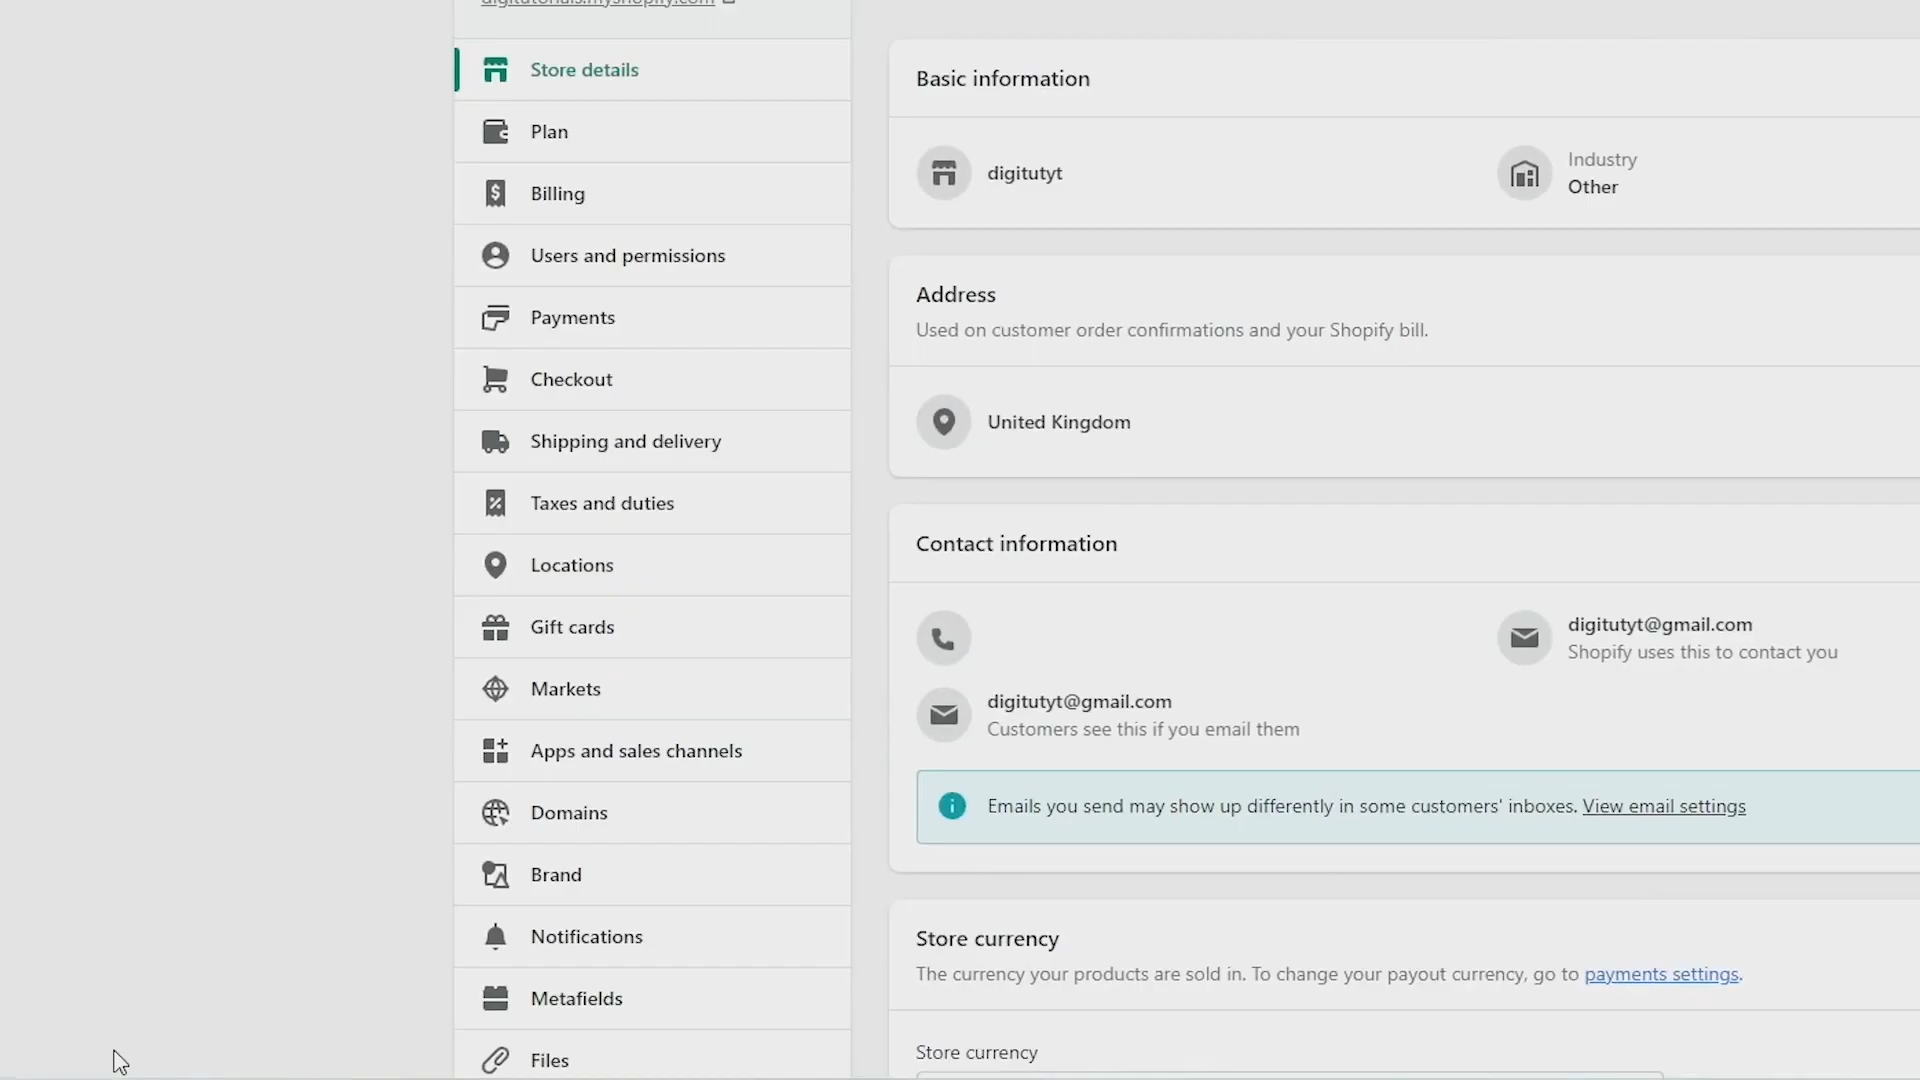 digitutorials.myshopify.com
Store details
Plan
Billing
Users and permissions
Payments
Checkout
Shipping and delivery
Taxes and duties
Locations
Gift cards
Markets
Apps and sales channels
Domains
Brand
Notifications
Metafields
Files
Basic information
digitutyt
Industry
Other
Address
Used on customer order confirmations and your Shopify bill.
United Kingdom
Contact information
digitutyt@gmail.com
Shopify uses this to contact you
digitutyt@gmail.com
Customers see this if you email them
Emails you send may show up differently in some customers' inboxes. View email settings
Store currency
The currency your products are sold in. To change your payout currency, go to payments settings.
Store currency